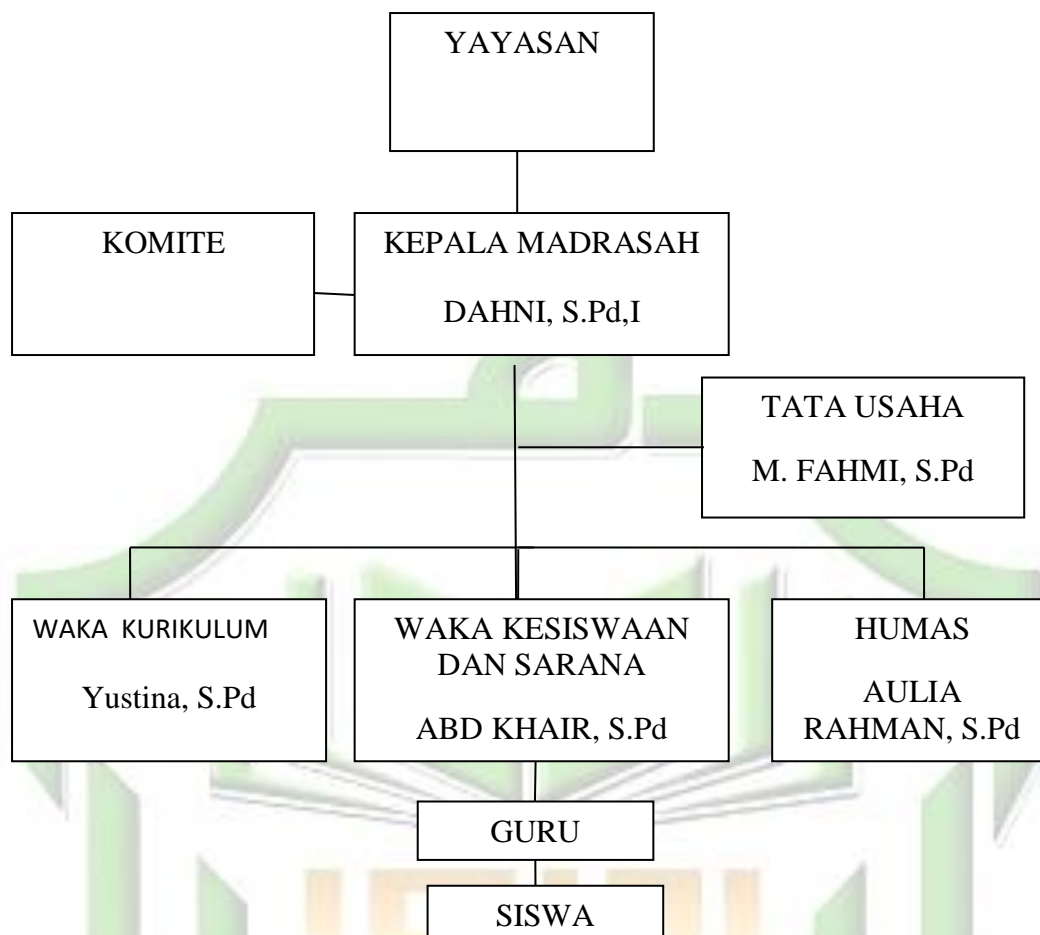 YAYASAN
KOMITE
KEPALA MADRASAH
DAHNI, S.Pd,I
TATA USAHA
M. FAHMI, S.Pd
WAKA KURIKULUM
Yustina, S.Pd
WAKA KESISWAAN
DAN SARANA
ABD KHAIR, S.Pd
HUMAS
AULIA
RAHMAN, S.Pd
GURU
SISWA